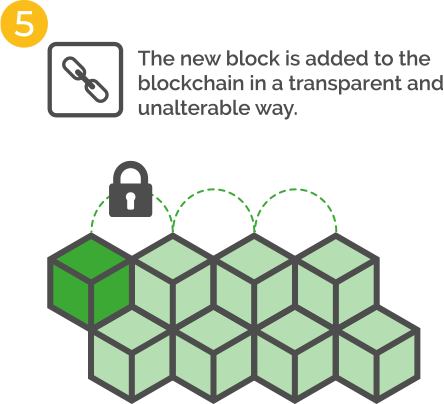 5
The new block is added to the
blockchain in a transparent and
unalterable way.